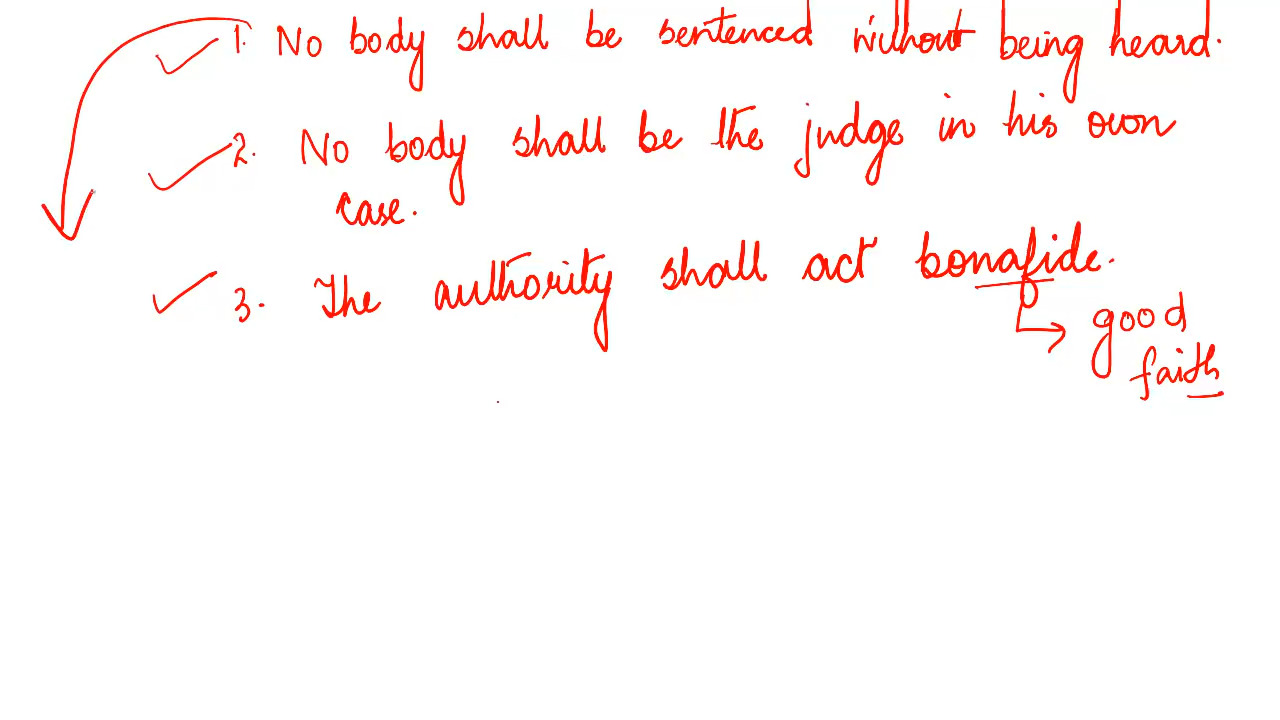 1. No body shall be sentenced without being heard.
2. No body shall be the judge in his own
case.
3. The authority shall act bonafide.
good
faith